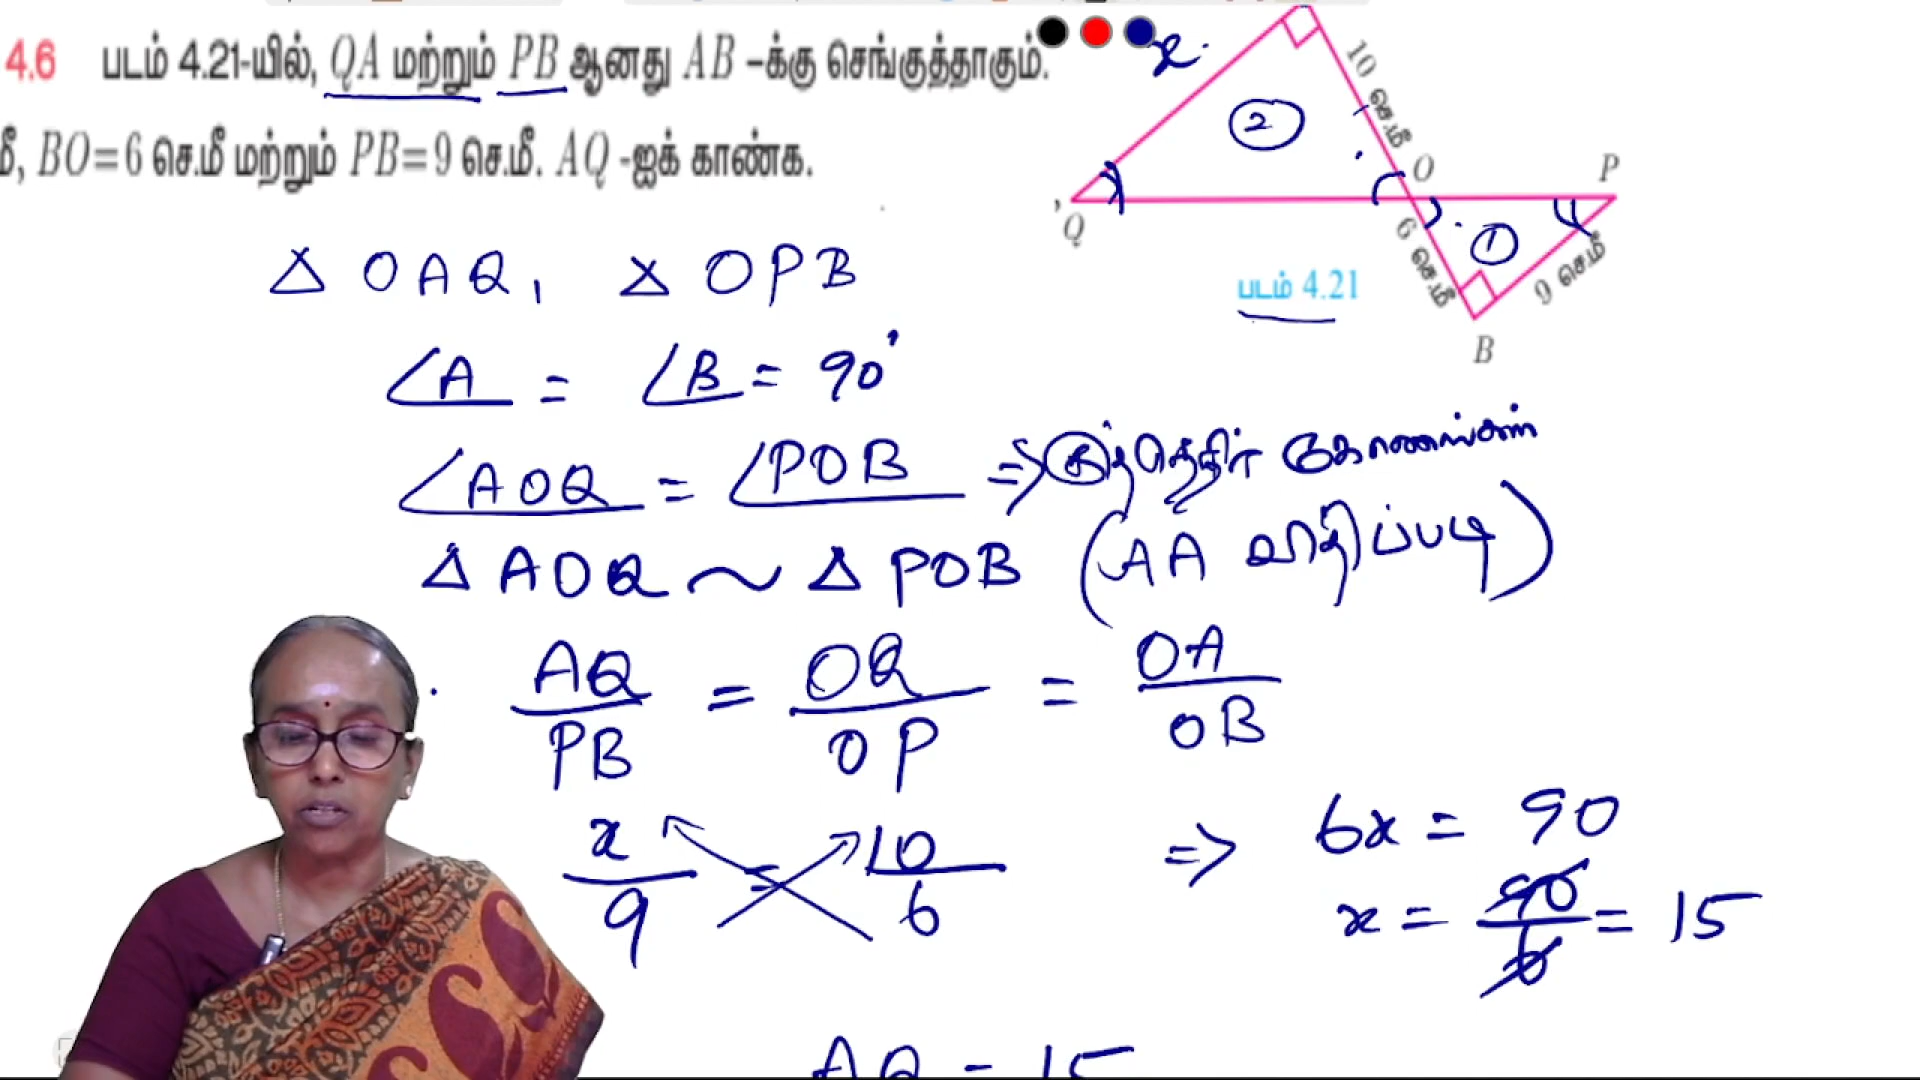 4.6 படம் 4.21-யில், QA மற்றும் PB ஆனது AB -க்கு செங்குத்தாகும்.
மீ, BO=6 செ.மீ மற்றும் PB=9 செ.மீ. AQ -ஐக் காண்க.
x
10 செ.மீ
2
O
P
Q
6 செ.மீ
1
9 செ.மீ
படம் 4.21
B
△ OAQ, △ OPB
∠A = ∠B = 90°
∠AOQ = ∠POB ⇒ குத்தெதிர் கோணங்கள்
△ AOQ ~ △ POB (AA விதிப்படி)
AQ/PB = OQ/OP = OA/OB
x/9 = 10/6 ⇒ 6x = 90
x = 90/6 = 15
AQ = 15